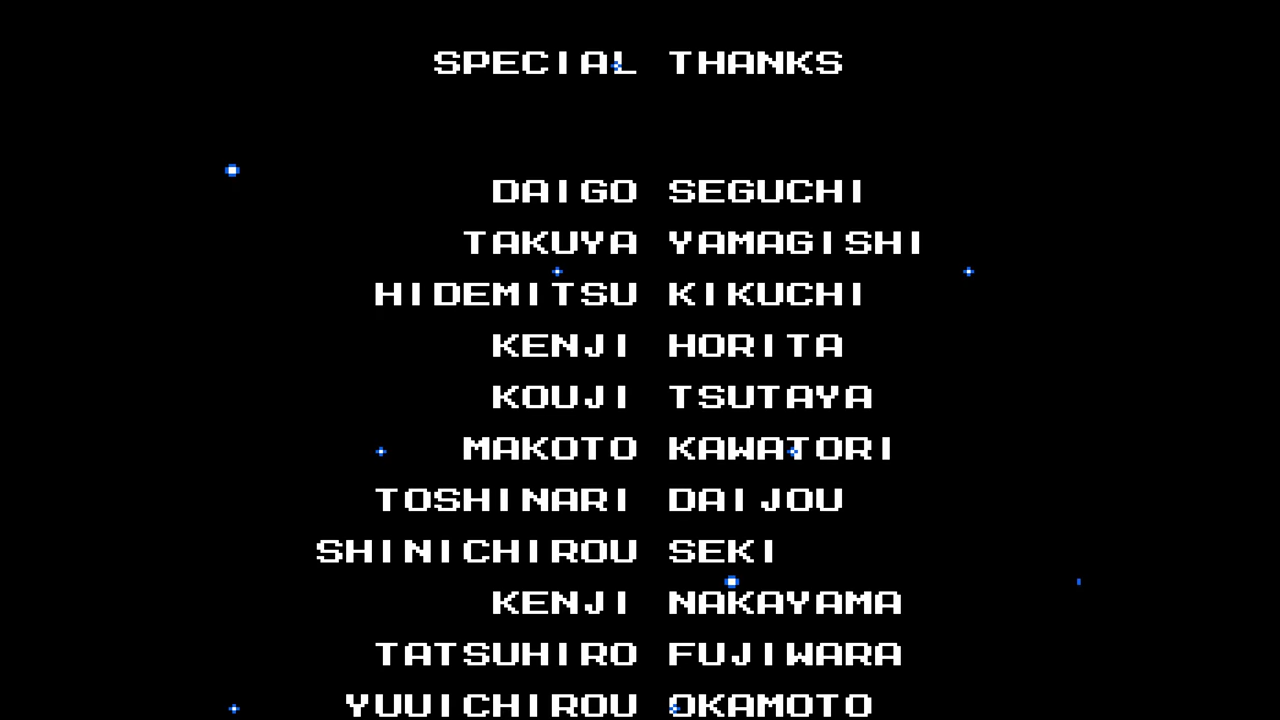 SPECIAL THANKS
DAIGO SEGUCHI
TAKUYA YAMAGISHI
HIDEMITSU KIKUCHI
KENJI HORITA
KOUJI TSUTAYA
MAKOTO KAWATORI
TOSHINARI DAIJOU
SHINICHIROU SEKI
KENJI NAKAYAMA
TATSUHIRO FUJIWARA
YUUICHIROU OKAMOTO